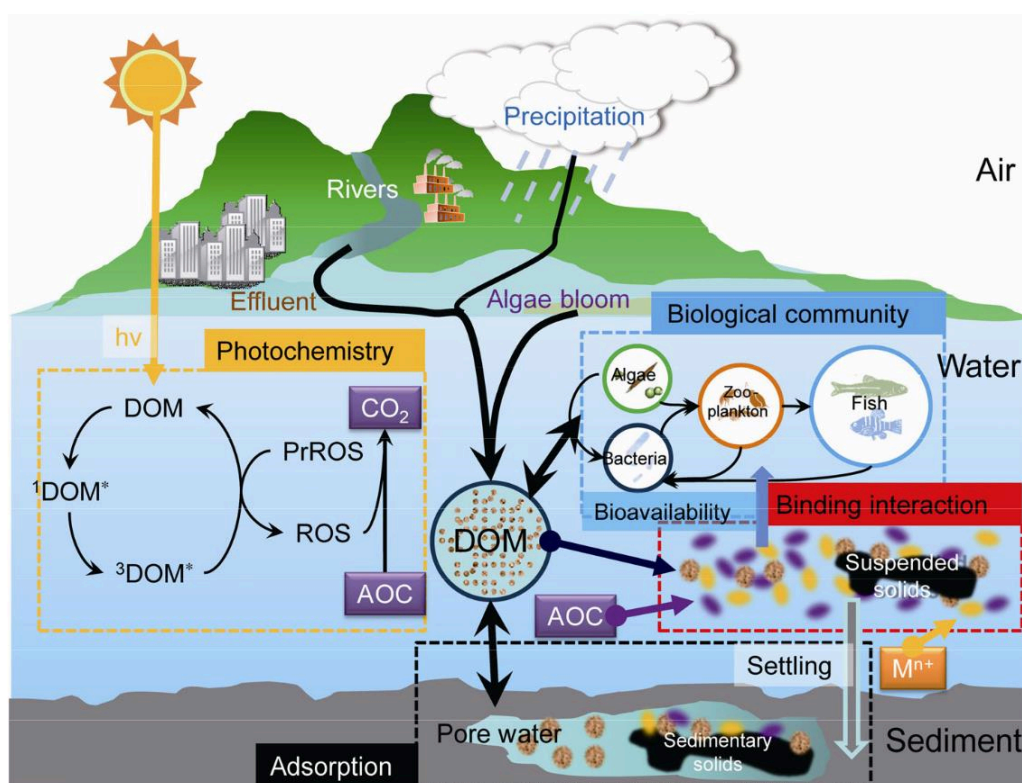 Precipitation
Air
Rivers
Effluent
Algae bloom
Biological community
hv
Photochemistry
Water
Algae
Zoo-
plankton
Fish
DOM
CO2
PrROS
Bacteria
¹DOM*
Bioavailability
Binding interaction
ROS
DOM
³DOM*
Suspended
solids
AOC
AOC
Settling
Mⁿ⁺
Pore water
Sedimentary
solids
Sediment
Adsorption